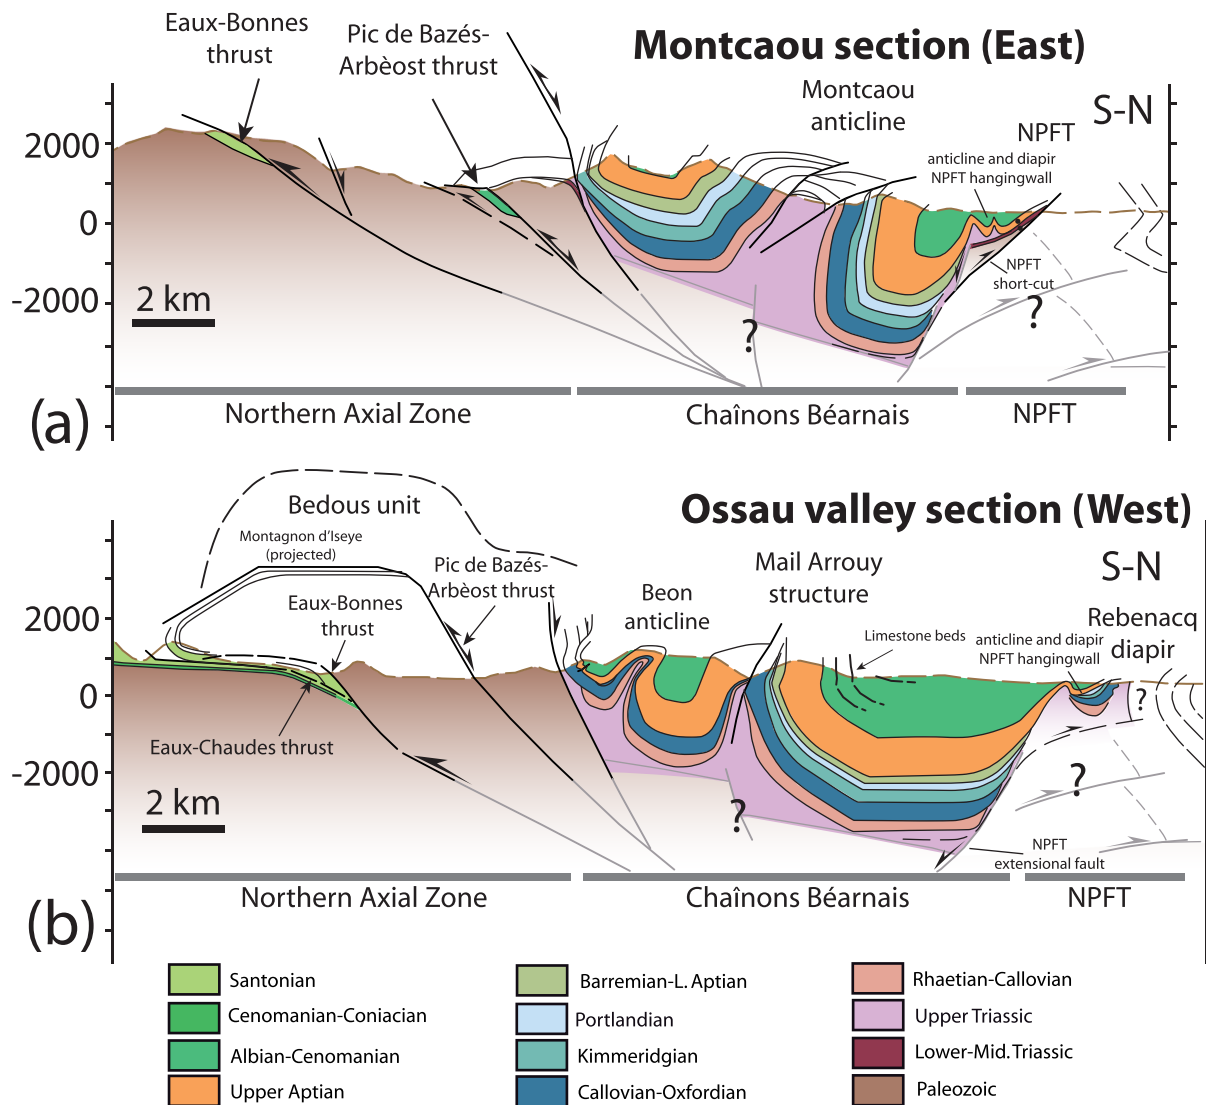 Eaux-Bonnes
thrust
Pic de Bazés-
Arbèost thrust
Montcaou section (East)
Montcaou
anticline
S-N
NPFT
anticline and diapir
NPFT hangingwall
2000
0
-2000
2 km
NPFT
short-cut
?
?
Northern Axial Zone
Chaînons Béarnais
NPFT
(a)
Bedous unit
Ossau valley section (West)
Montagnon d'Iseye
(projected)
Pic de Bazés-
Arbèost thrust
Mail Arrouy
structure
S-N
Eaux-Bonnes
thrust
Beon
anticline
Rebenacq
diapir
Limestone beds
anticline and diapir
NPFT hangingwall
2000
0
-2000
?
Eaux-Chaudes thrust
2 km
?
?
NPFT
extensional fault
Northern Axial Zone
Chaînons Béarnais
NPFT
(b)
Santonian
Cenomanian-Coniacian
Albian-Cenomanian
Upper Aptian
Barremian-L. Aptian
Portlandian
Kimmeridgian
Callovian-Oxfordian
Rhaetian-Callovian
Upper Triassic
Lower-Mid. Triassic
Paleozoic